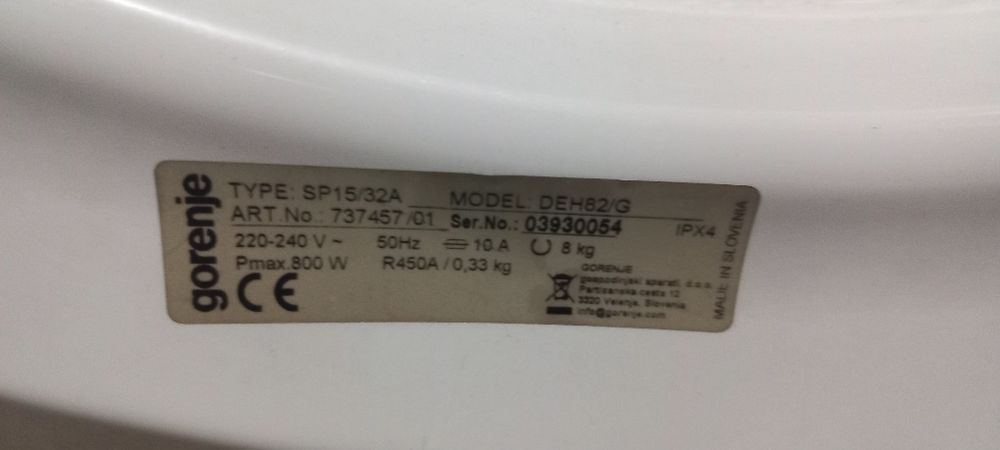 gorenje
TYPE: SP15/32A MODEL: DEH82/G
ART.No.: 737457/01 Ser.No.: 03930054 IPX4
220-240 V ~ 50Hz 10 A 8 kg
Pmax.800 W R450A / 0,33 kg
CE
GORENJE
gospodinjski aparati, d.o.o.
Partizanska cesta 12
3320 Velenje, Slovenia
info@gorenje.com
MADE IN SLOVENIA